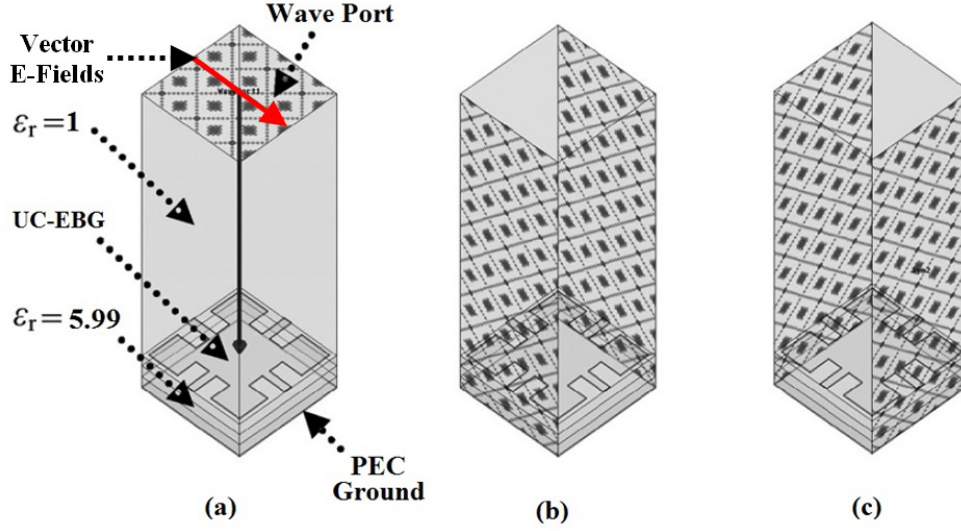 Wave Port
Vector
E-Fields
εr = 1
UC-EBG
εr = 5.99
PEC
Ground
(a)
(b)
(c)